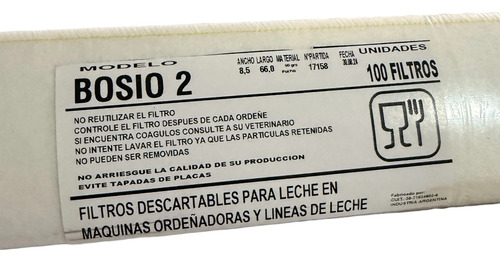 MODELO ANCHO LARGO MATERIAL N°PARTIDA FECHA UNIDADES
BOSIO 2 8,5 66,0 17158 30.08.24 100 FILTROS
NO REUTILIZAR EL FILTRO
CONTROLE EL FILTRO DESPUES DE CADA ORDEÑE
SI ENCUENTRA COAGULOS CONSULTE A SU VETERINARIO
NO INTENTE LAVAR EL FILTRO YA QUE LAS PARTICULAS RETENIDAS
NO PUEDEN SER REMOVIDAS
NO ARRIESGUE LA CALIDAD DE SU PRODUCCION
EVITE TAPADAS DE PLACAS
FILTROS DESCARTABLES PARA LECHE EN
MAQUINAS ORDEÑADORAS Y LINEAS DE LECHE
Fabricado por:
INDUSTRIA ARGENTINA